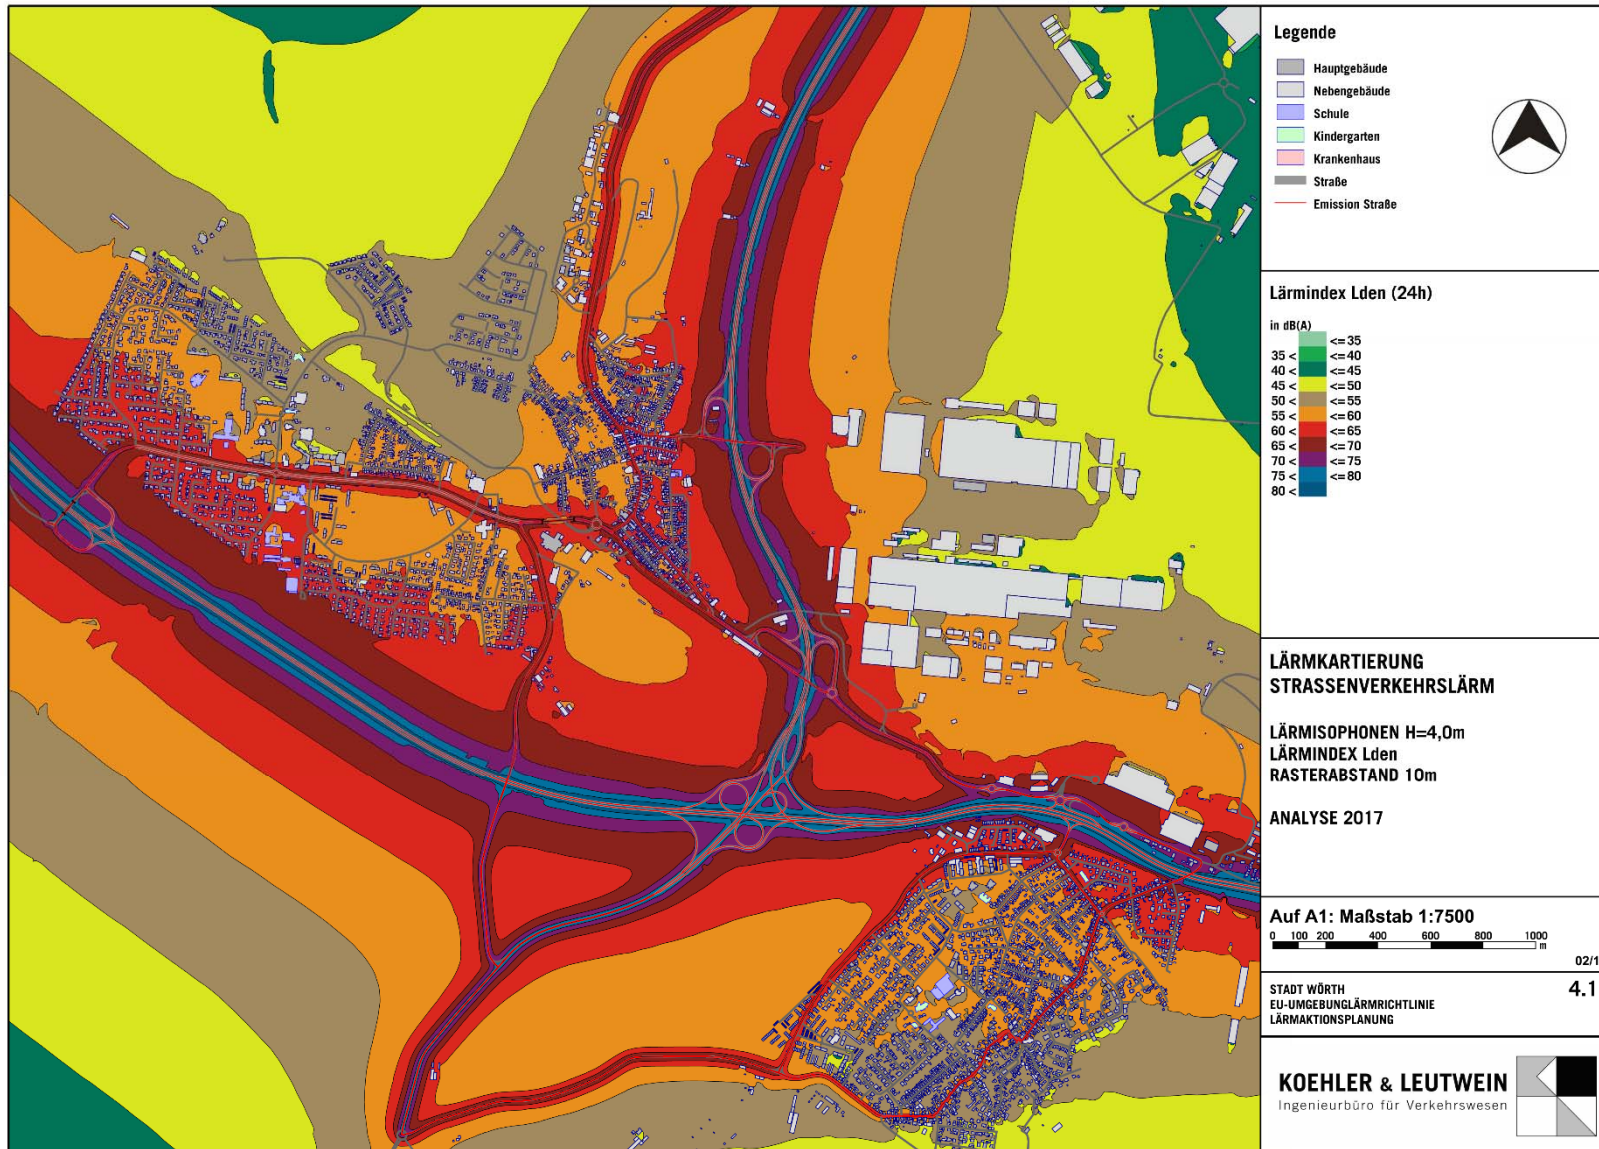 Legende
Hauptgebäude
Nebengebäude
Schule
Kindergarten
Krankenhaus
Straße
Emission Straße
Lärmindex Lden (24h)
in dB(A)
<= 35
35 < <= 40
40 < <= 45
45 < <= 50
50 < <= 55
55 < <= 60
60 < <= 65
65 < <= 70
70 < <= 75
75 < <= 80
80 <
LÄRMKARTIERUNG
STRASSENVERKEHRSLÄRM
LÄRMISOPHONEN H=4,0m
LÄRMINDEX Lden
RASTERABSTAND 10m
ANALYSE 2017
Auf A1: Maßstab 1:7500
0 100 200 400 600 800 1000
m
02/1
STADT WÖRTH 4.1
EU-UMGEBUNGLÄRMRICHTLINIE
LÄRMAKTIONSPLANUNG
KOEHLER & LEUTWEIN
Ingenieurbüro für Verkehrswesen